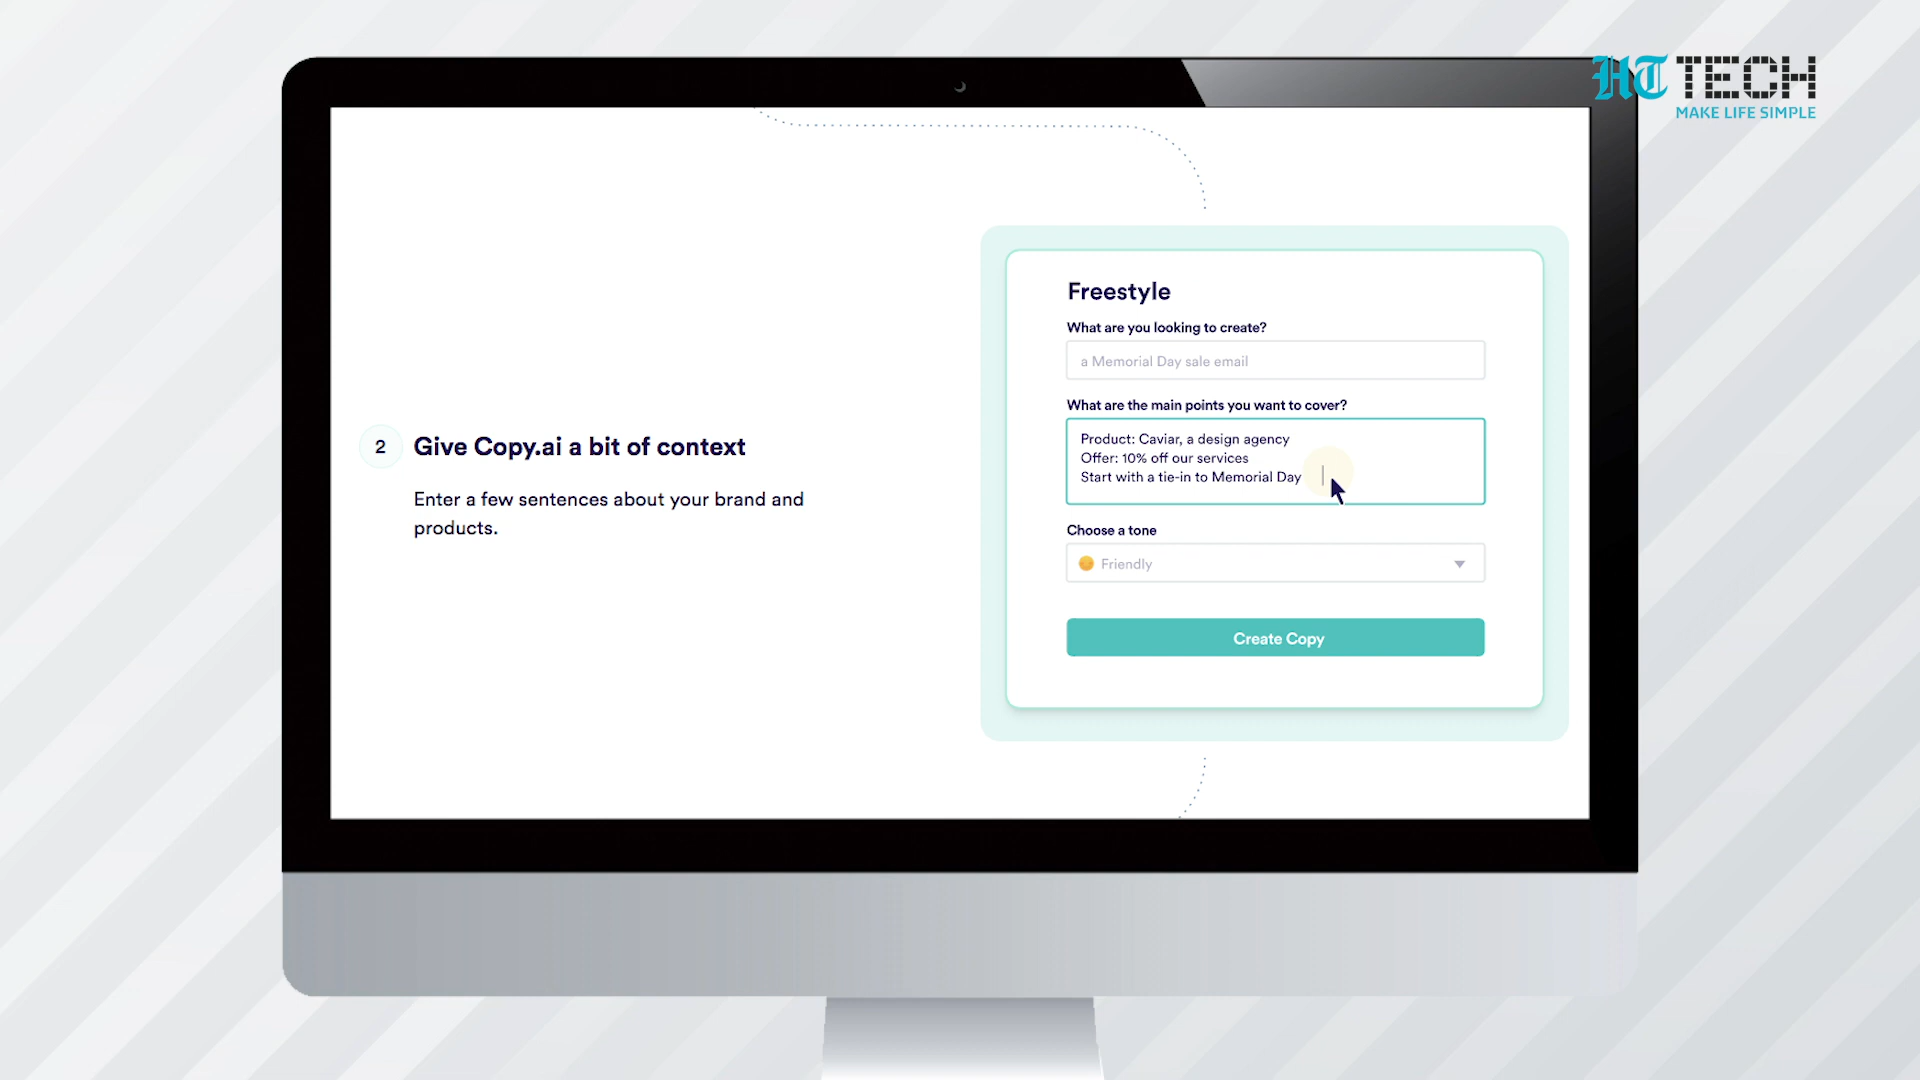 HT TECH
MAKE LIFE SIMPLE
2
Give Copy.ai a bit of context
Enter a few sentences about your brand and
products.
Freestyle
What are you looking to create?
a Memorial Day sale email
What are the main points you want to cover?
Product: Caviar, a design agency
Offer: 10% off our services
Start with a tie-in to Memorial Day
Choose a tone
Friendly
Create Copy